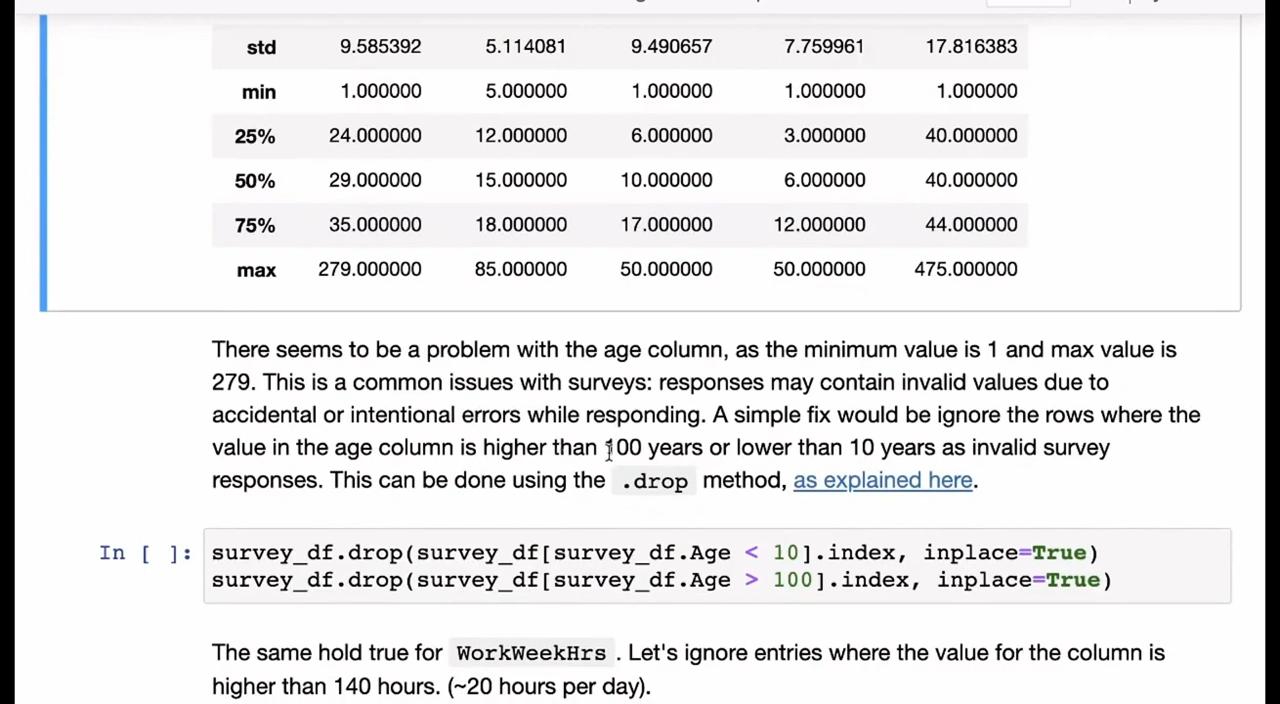 std 9.585392 5.114081 9.490657 7.759961 17.816383
min 1.000000 5.000000 1.000000 1.000000 1.000000
25% 24.000000 12.000000 6.000000 3.000000 40.000000
50% 29.000000 15.000000 10.000000 6.000000 40.000000
75% 35.000000 18.000000 17.000000 12.000000 44.000000
max 279.000000 85.000000 50.000000 50.000000 475.000000
There seems to be a problem with the age column, as the minimum value is 1 and max value is
279. This is a common issues with surveys: responses may contain invalid values due to
accidental or intentional errors while responding. A simple fix would be ignore the rows where the
value in the age column is higher than 100 years or lower than 10 years as invalid survey
responses. This can be done using the .drop method, as explained here.
In [ ]: survey_df.drop(survey_df[survey_df.Age < 10].index, inplace=True)
survey_df.drop(survey_df[survey_df.Age > 100].index, inplace=True)
The same hold true for WorkWeekHrs . Let's ignore entries where the value for the column is
higher than 140 hours. (~20 hours per day).